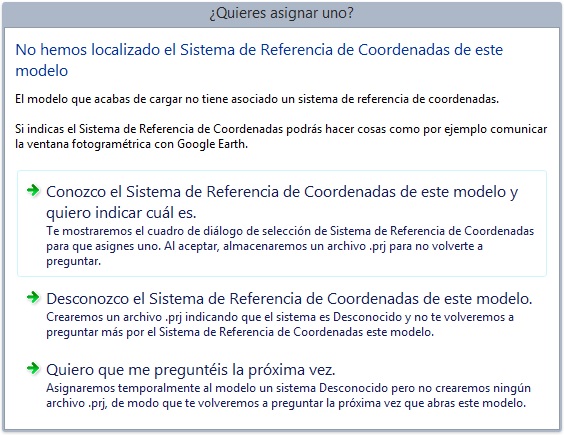 ¿Quieres asignar uno?
No hemos localizado el Sistema de Referencia de Coordenadas de este
modelo
El modelo que acabas de cargar no tiene asociado un sistema de referencia de coordenadas.
Si indicas el Sistema de Referencia de Coordenadas podrás hacer cosas como por ejemplo comunicar
la ventana fotogramétrica con Google Earth.
Conozco el Sistema de Referencia de Coordenadas de este modelo y
quiero indicar cuál es.
Te mostraremos el cuadro de diálogo de selección de Sistema de Referencia de Coordenadas
para que asignes uno. Al aceptar, almacenaremos un archivo .prj para no volverte a
preguntar.
Desconozco el Sistema de Referencia de Coordenadas de este modelo.
Crearemos un archivo .prj indicando que el sistema es Desconocido y no te volveremos a
preguntar más por el Sistema de Referencia de Coordenadas este modelo.
Quiero que me preguntéis la próxima vez.
Asignaremos temporalmente al modelo un sistema Desconocido pero no crearemos ningún
archivo .prj, de modo que te volveremos a preguntar la próxima vez que abras este modelo.